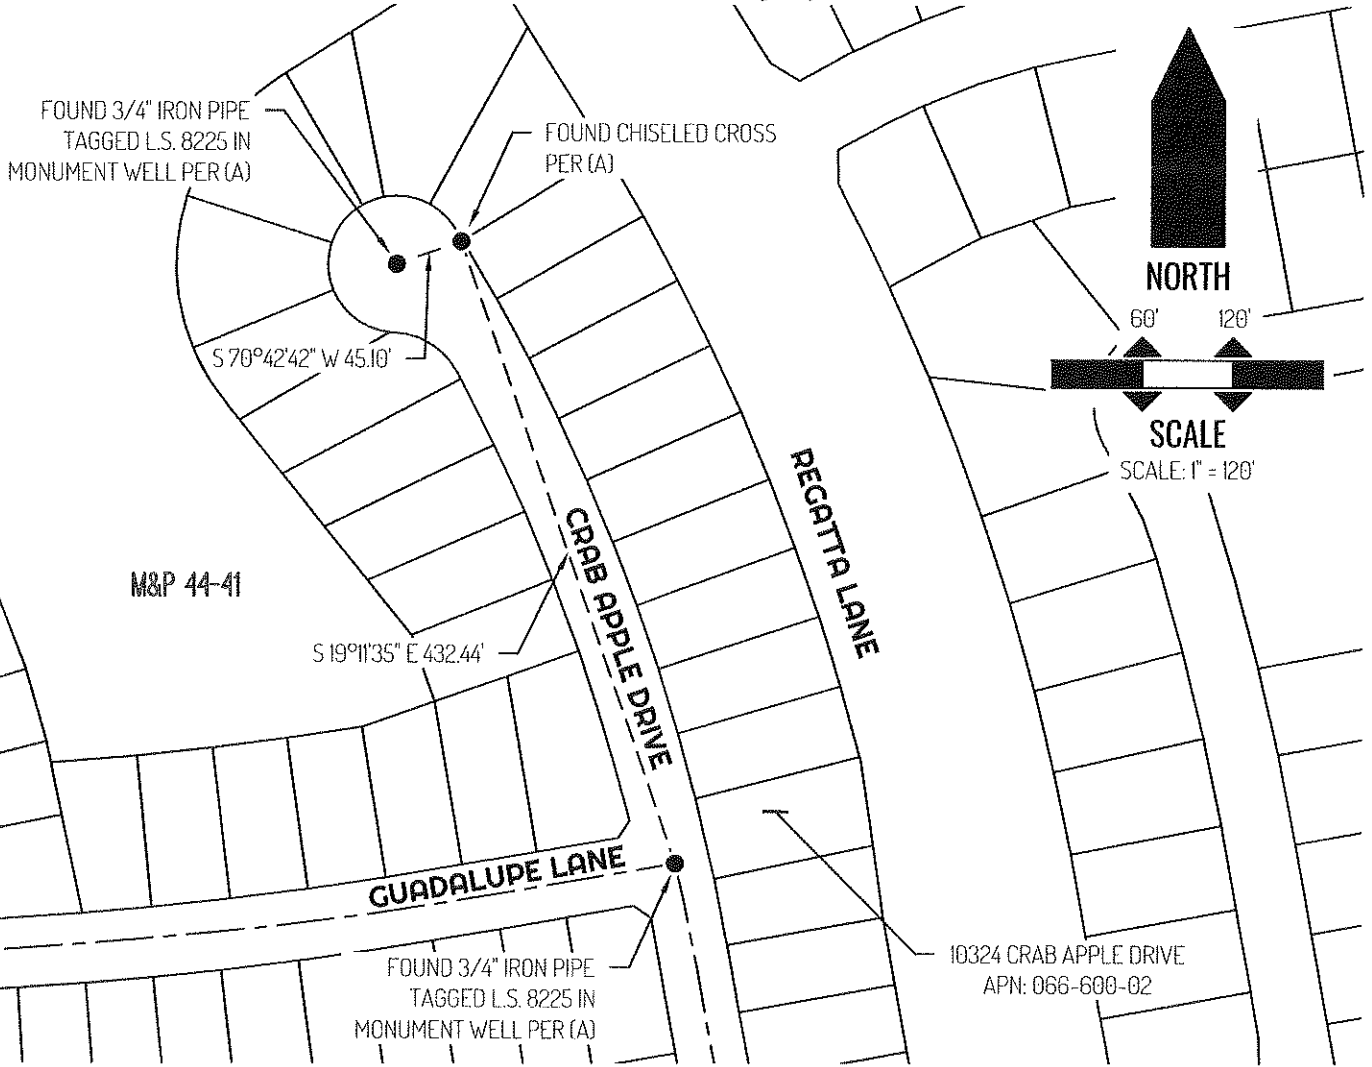 FOUND 3/4" IRON PIPE
TAGGED L.S. 8225 IN
MONUMENT WELL PER (A)
FOUND CHISELED CROSS
PER (A)
NORTH
60' 120'
SCALE
SCALE: 1" = 120'
S 70°42'42" W 45.10'
REGATTA LANE
CRAB APPLE DRIVE
M&P 44-41
S 19°11'35" E 432.44'
GUADALUPE LANE
FOUND 3/4" IRON PIPE
TAGGED L.S. 8225 IN
MONUMENT WELL PER (A)
10324 CRAB APPLE DRIVE
APN: 066-600-02